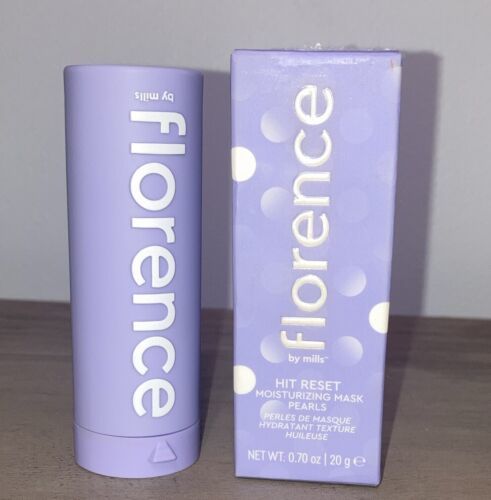 florence
by mills
florence
by mills™
HIT RESET
MOISTURIZING MASK
PEARLS
PERLES DE MASQUE
HYDRATANT TEXTURE
HUILEUSE
NET WT. 0.70 oz | 20 g ℮